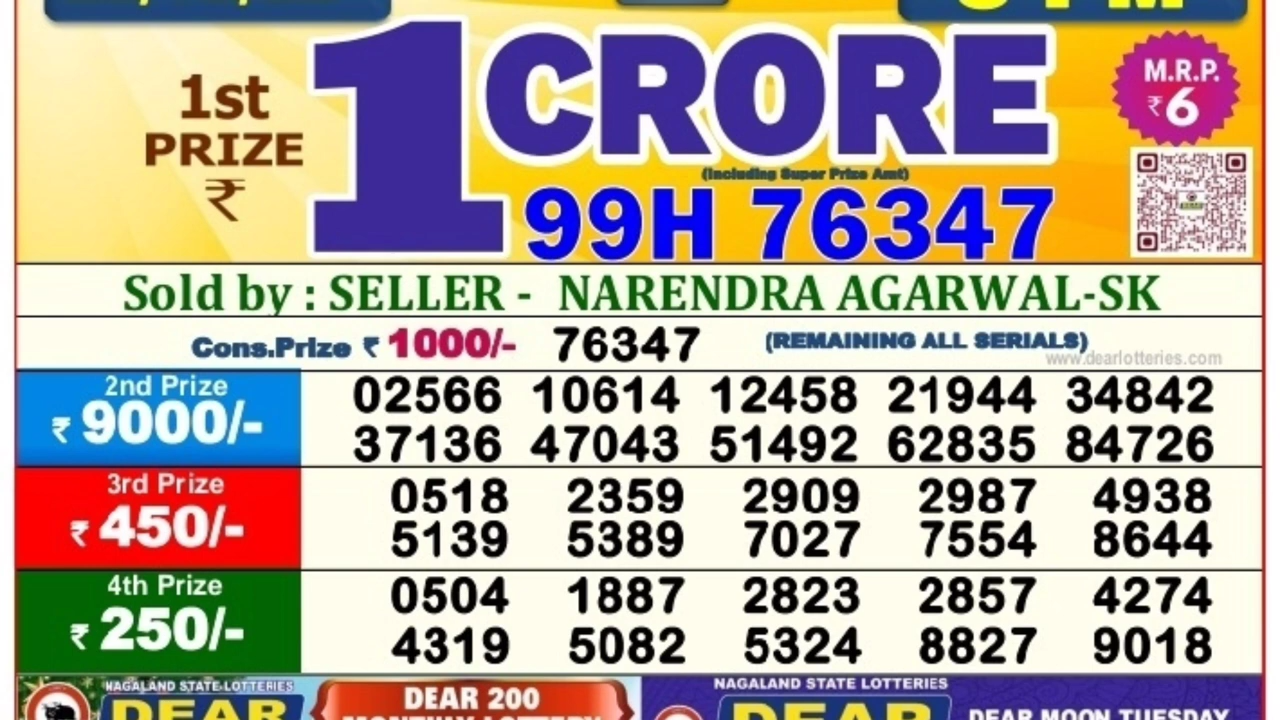 1st
PRIZE
₹
1 CRORE
(Including Super Prize Amt)
99H 76347
M.R.P.
₹6
Sold by : SELLER - NARENDRA AGARWAL-SK
Cons.Prize ₹ 1000/- 76347 (REMAINING ALL SERIALS)
www.dearlotteries.com
2nd Prize
₹ 9000/-
02566 10614 12458 21944 34842
37136 47043 51492 62835 84726
3rd Prize
₹ 450/-
0518 2359 2909 2987 4938
5139 5389 7027 7554 8644
4th Prize
₹ 250/-
0504 1887 2823 2857 4274
4319 5082 5324 8827 9018
NAGALAND STATE LOTTERIES
DEAR
DEAR 200
MONTHLY LOTTERY
NAGALAND STATE LOTTERIES
DEAR
DEAR MOON TUESDAY